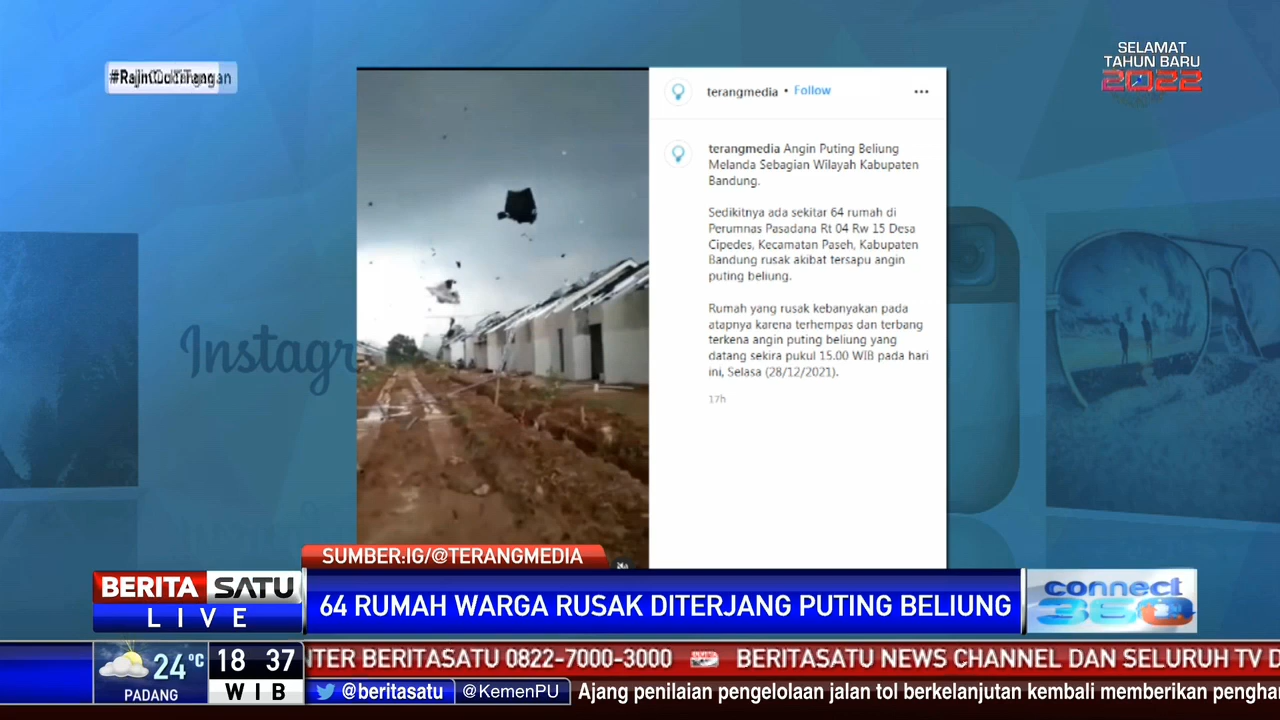 SELAMAT
TAHUN BARU
2022
terangmedia • Follow
terangmedia Angin Puting Beliung
Melanda Sebagian Wilayah Kabupaten
Bandung.
Sedikitnya ada sekitar 64 rumah di
Perumnas Pasadana Rt 04 Rw 15 Desa
Cipedes, Kecamatan Paseh, Kabupaten
Bandung rusak akibat tersapu angin
puting beliung.
Rumah yang rusak kebanyakan pada
atapnya karena terhempas dan terbang
terkena angin puting beliung yang
datang sekira pukul 15.00 WIB pada hari
ini, Selasa (28/12/2021).
17h
Instagr
SUMBER:IG/@TERANGMEDIA
BERITA SATU
LIVE
64 RUMAH WARGA RUSAK DITERJANG PUTING BELIUNG
connect
360
24°C
PADANG
18 37
WIB
NTER BERITASATU 0822-7000-3000 BERITASATU NEWS CHANNEL DAN SELURUH TV D
@beritasatu @KemenPU Ajang penilaian pengelolaan jalan tol berkelanjutan kembali memberikan penghar